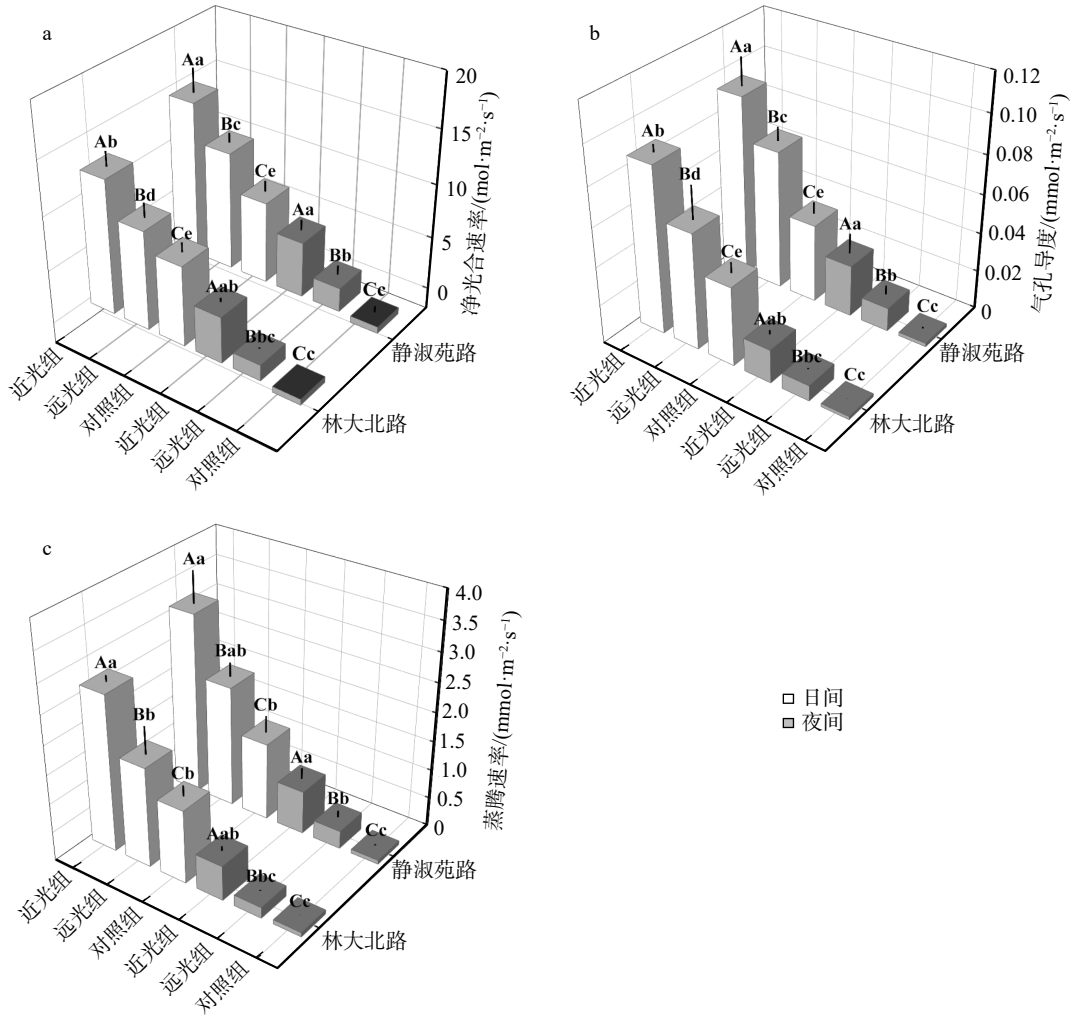 a
Aa
Ab
Bc
Bd
Ce
Ce
Aa
Aab
Bb
Bbc
Cc
Cc
20
15
10
5
0
净光合速率/(mol·m⁻²·s⁻¹)
静淑苑路
林大北路
近光组
远光组
对照组
近光组
远光组
对照组
b
Aa
Ab
Bc
Bd
Ce
Ce
Aa
Aab
Bb
Bbc
Cc
Cc
0.12
0.10
0.08
0.06
0.04
0.02
0
气孔导度/(mmol·m⁻²·s⁻¹)
静淑苑路
林大北路
近光组
远光组
对照组
近光组
远光组
对照组
c
Aa
Aa
Bab
Bb
Cb
Cb
Aa
Aab
Bb
Bbc
Cc
Cc
4.0
3.5
3.0
2.5
2.0
1.5
1.0
0.5
0
蒸腾速率/(mmol·m⁻²·s⁻¹)
静淑苑路
林大北路
近光组
远光组
对照组
近光组
远光组
对照组
日间
夜间